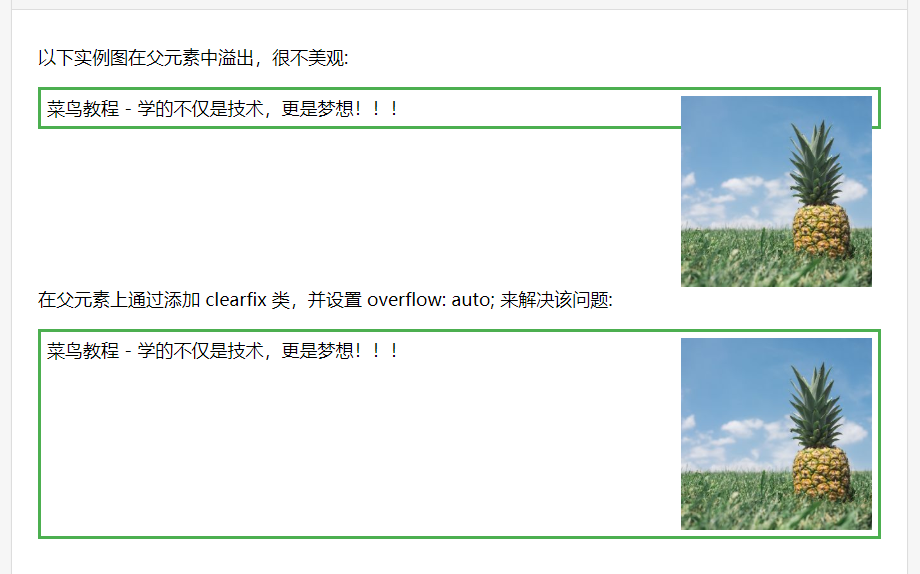 以下实例图在父元素中溢出，很不美观:
菜鸟教程 - 学的不仅是技术，更是梦想！！！
在父元素上通过添加 clearfix 类，并设置 overflow: auto; 来解决该问题:
菜鸟教程 - 学的不仅是技术，更是梦想！！！